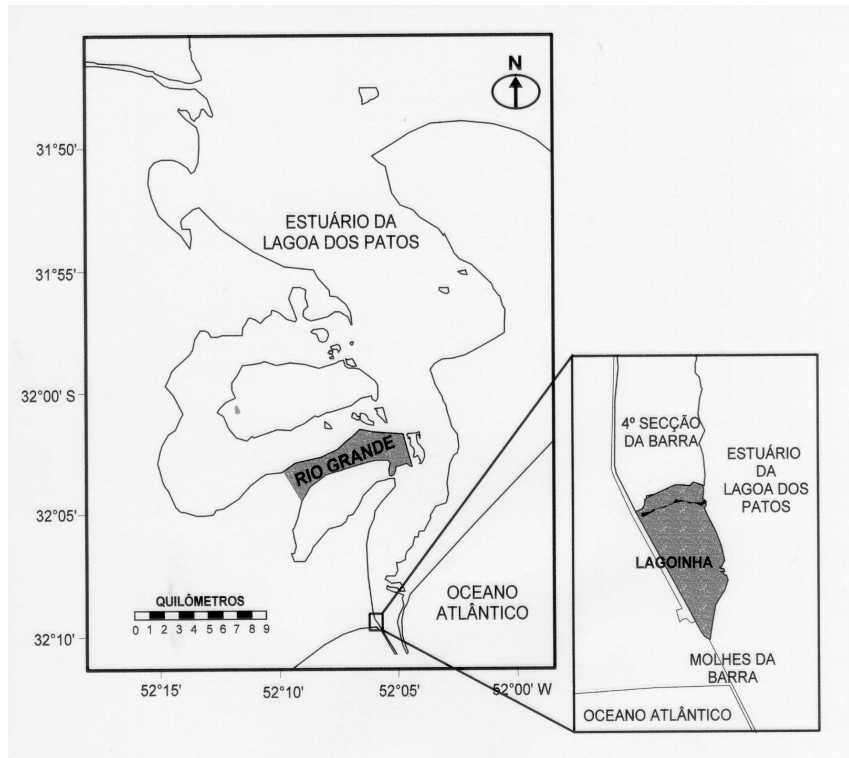 N
31°50'
ESTUÁRIO DA
LAGOA DOS PATOS
31°55'
32°00' S
RIO GRANDE
32°05'
OCEANO
ATLÂNTICO
QUILÔMETROS
0 1 2 3 4 5 6 7 8 9
32°10'
52°15'
52°10'
52°05'
52°00' W
4º SECÇÃO
DA BARRA
ESTUÁRIO
DA
LAGOA DOS
PATOS
LAGOINHA
MOLHES DA
BARRA
OCEANO ATLÂNTICO